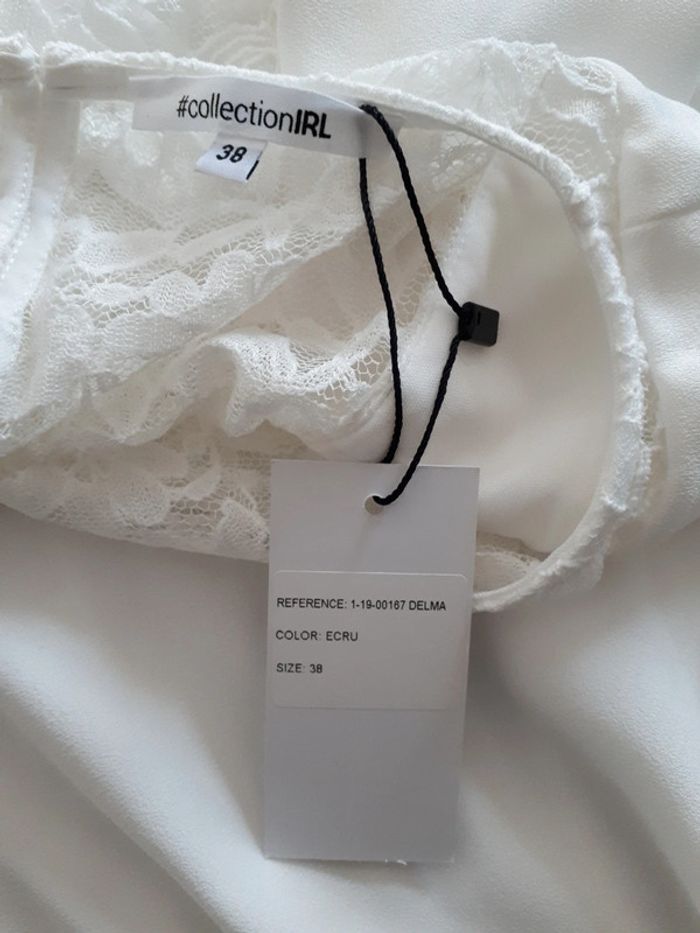 #collectionIRL
38
REFERENCE: 1-19-00167 DELMA
COLOR: ECRU
SIZE: 38